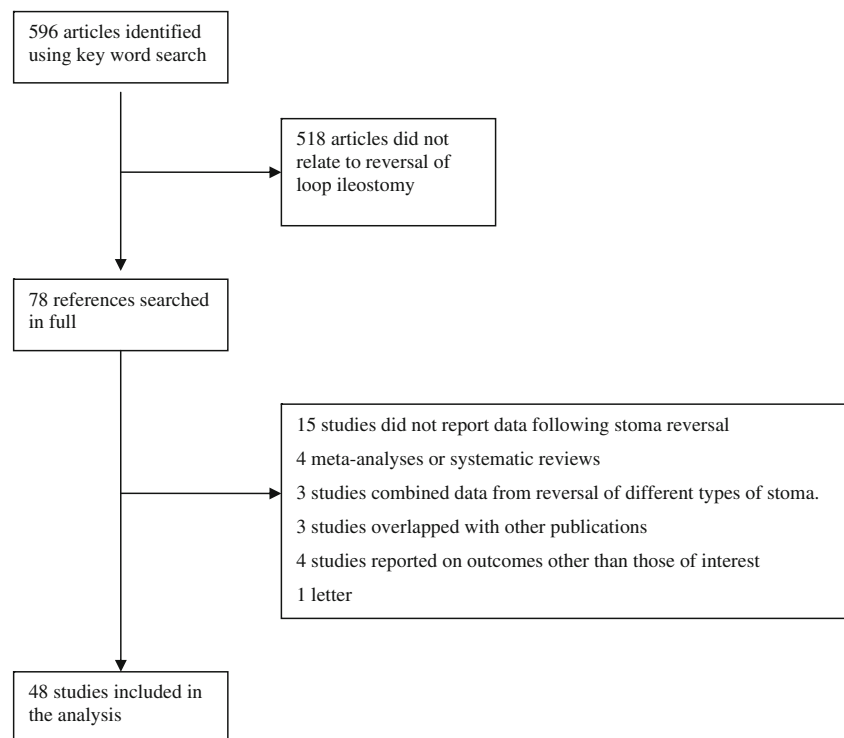 596 articles identified
using key word search
518 articles did not
relate to reversal of
loop ileostomy
78 references searched
in full
15 studies did not report data following stoma reversal
4 meta-analyses or systematic reviews
3 studies combined data from reversal of different types of stoma.
3 studies overlapped with other publications
4 studies reported on outcomes other than those of interest
1 letter
48 studies included in
the analysis